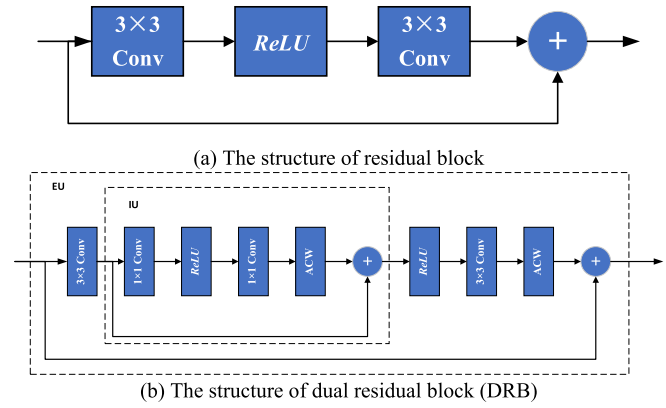 3×3
Conv
ReLU
3×3
Conv
+
(a) The structure of residual block
EU
IU
3×3 Conv
1×1 Conv
ReLU
1×1 Conv
ACW
+
ReLU
3×3 Conv
ACW
+
(b) The structure of dual residual block (DRB)